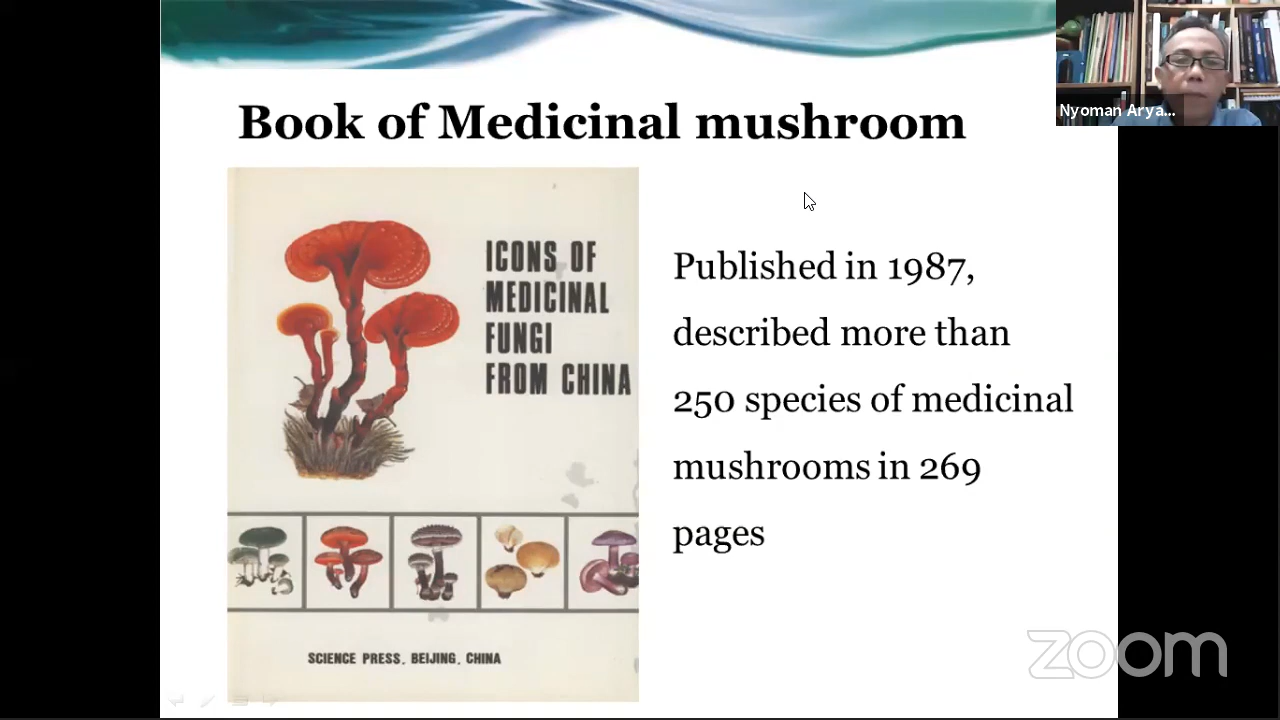 Book of Medicinal mushroom
Nyoman Arya...
ICONS OF
MEDICINAL
FUNGI
FROM CHINA
SCIENCE PRESS, BEIJING, CHINA
Published in 1987,
described more than
250 species of medicinal
mushrooms in 269
pages
zoom